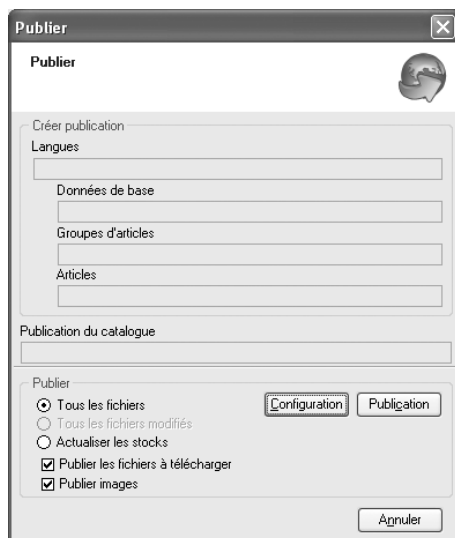 Publier
Publier
Créer publication
Langues
Données de base
Groupes d'articles
Articles
Publication du catalogue
Publier
Tous les fichiers
Configuration
Publication
Tous les fichiers modifiés
Actualiser les stocks
Publier les fichiers à télécharger
Publier images
Annuler